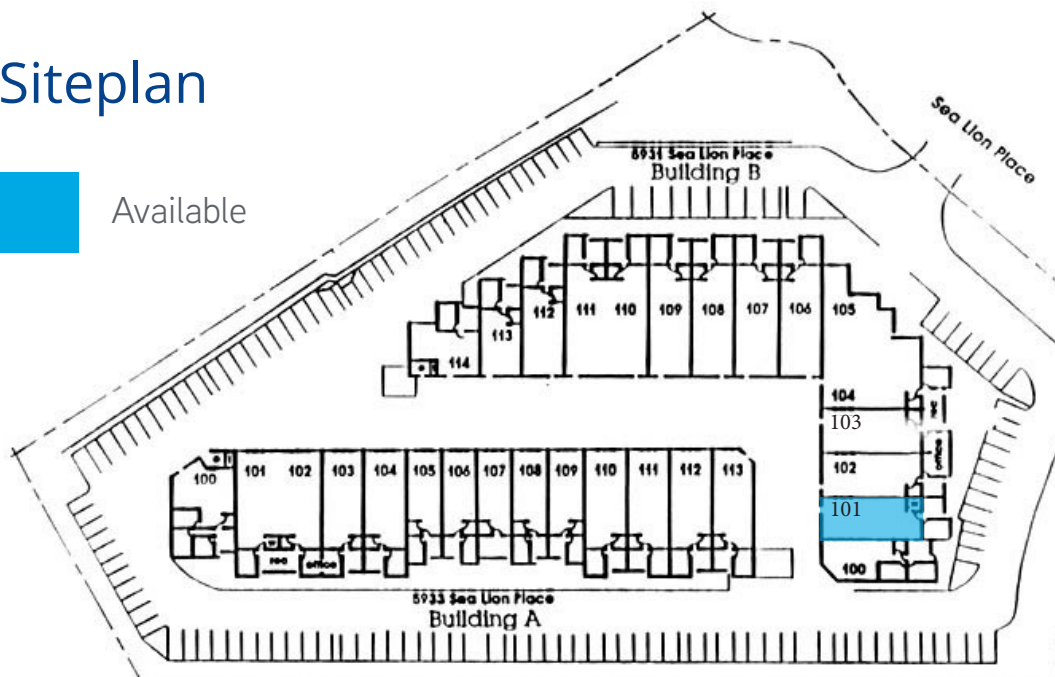 Siteplan
Available
Sea Lion Place
5931 Sea Lion Place
Building B
111 110 109 108 107 106 105
112
113
114
104
rec
103
office
102
101
100
100 101 102 103 104 105 106 107 108 109 110 111 112 113
rec office
5933 Sea Lion Place
Building A